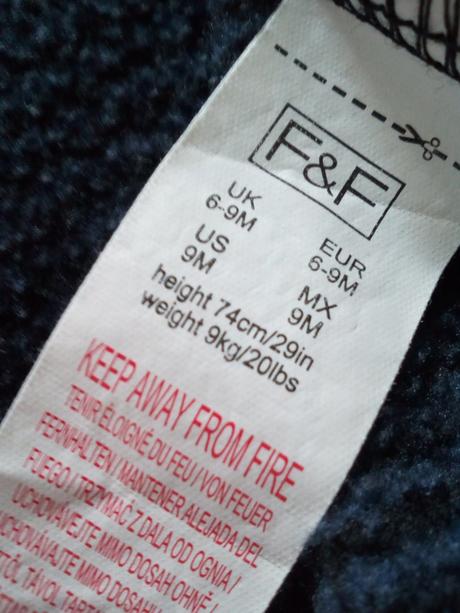 F&F
UK EUR
6-9M 6-9M
US MX
9M 9M
height 74cm/29in
weight 9kg/20lbs
KEEP AWAY FROM FIRE
TENIR ÉLOIGNÉ DU FEU/VON FEUER
FERNHALTEN/MANTENER ALEJADA DEL
FUEGO/TRZYMAĆ Z DALA OD OGNIA/
UCHOVÁVEJTE MIMO DOSAH OHNĚ/
UCHOVÁVAJTE MIMO DOSAHU
TÁVOL TARTA